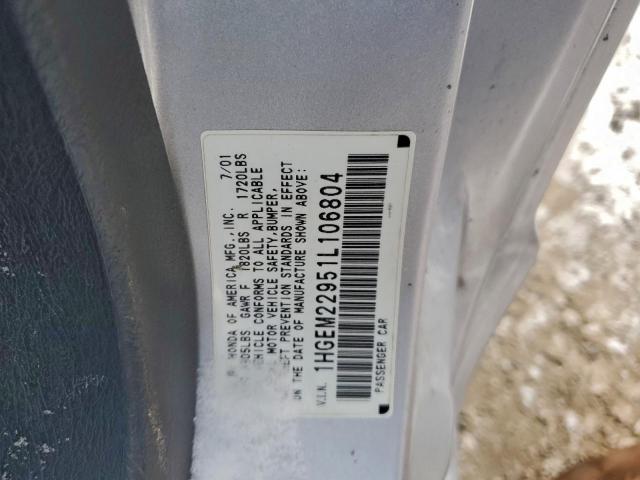 HONDA OF AMERICA MFG.,INC. 7/01
05LBS GAWR F 1820LBS R 1720LBS
VEHICLE CONFORMS TO ALL APPLICABLE
MOTOR VEHICLE SAFETY,BUMPER,
PREVENTION STANDARDS IN EFFECT
ON THE DATE OF MANUFACTURE SHOWN ABOVE:
V.I.N. 1HGEM22951L106804
PASSENGER CAR